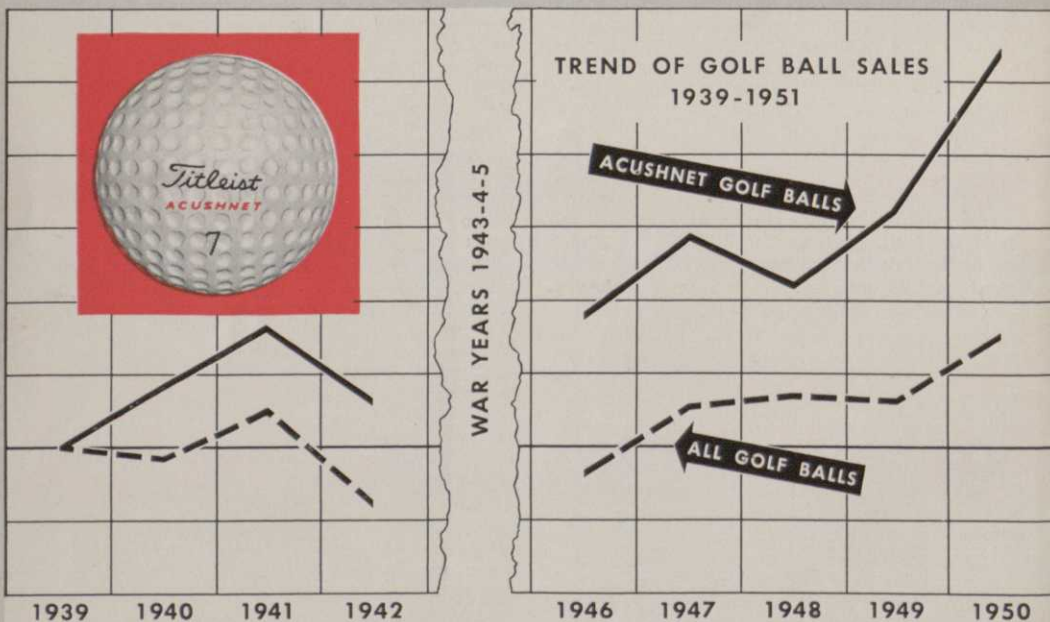 Titleist
ACUSHNET
7
WAR YEARS 1943-4-5
TREND OF GOLF BALL SALES
1939-1951
ACUSHNET GOLF BALLS
ALL GOLF BALLS
1939 1940 1941 1942 1946 1947 1948 1949 1950